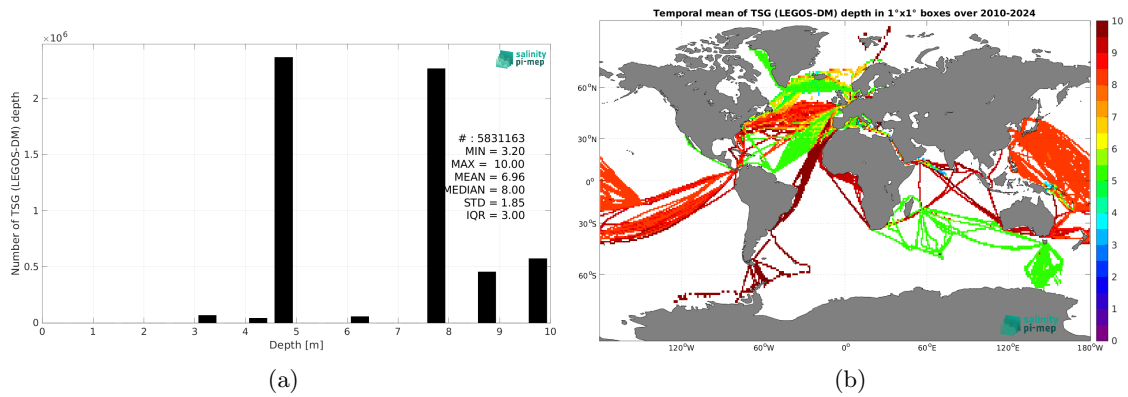 ×10⁶
salinity
pi-mep
Number of TSG (LEGOS-DM) depth
2
1.5
1
0.5
0
# : 5831163
MIN = 3.20
MAX = 10.00
MEAN = 6.96
MEDIAN = 8.00
STD = 1.85
IQR = 3.00
0 1 2 3 4 5 6 7 8 9 10
Depth [m]
(a)
Temporal mean of TSG (LEGOS-DM) depth in 1°x1° boxes over 2010-2024
60°N
30°N
0°
30°S
60°S
120°W 60°W 0° 60°E 120°E 180°W
salinity
pi-mep
10
9
8
7
6
5
4
3
2
1
0
(b)